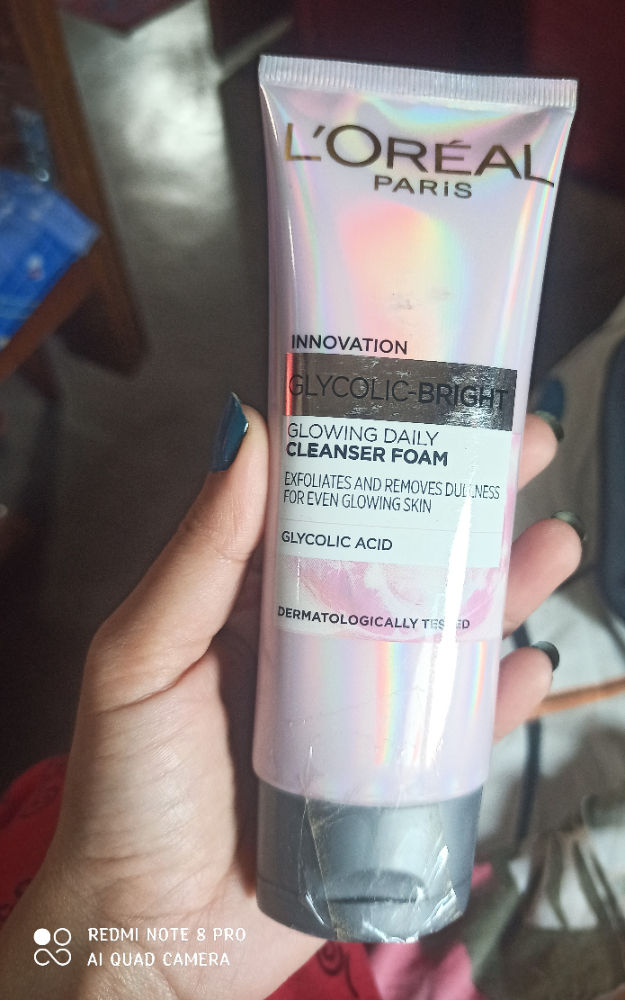 L'ORÉAL
PARIS
INNOVATION
GLYCOLIC-BRIGHT
GLOWING DAILY
CLEANSER FOAM
EXFOLIATES AND REMOVES DULLNESS
FOR EVEN GLOWING SKIN
GLYCOLIC ACID
DERMATOLOGICALLY TESTED
REDMI NOTE 8 PRO
AI QUAD CAMERA